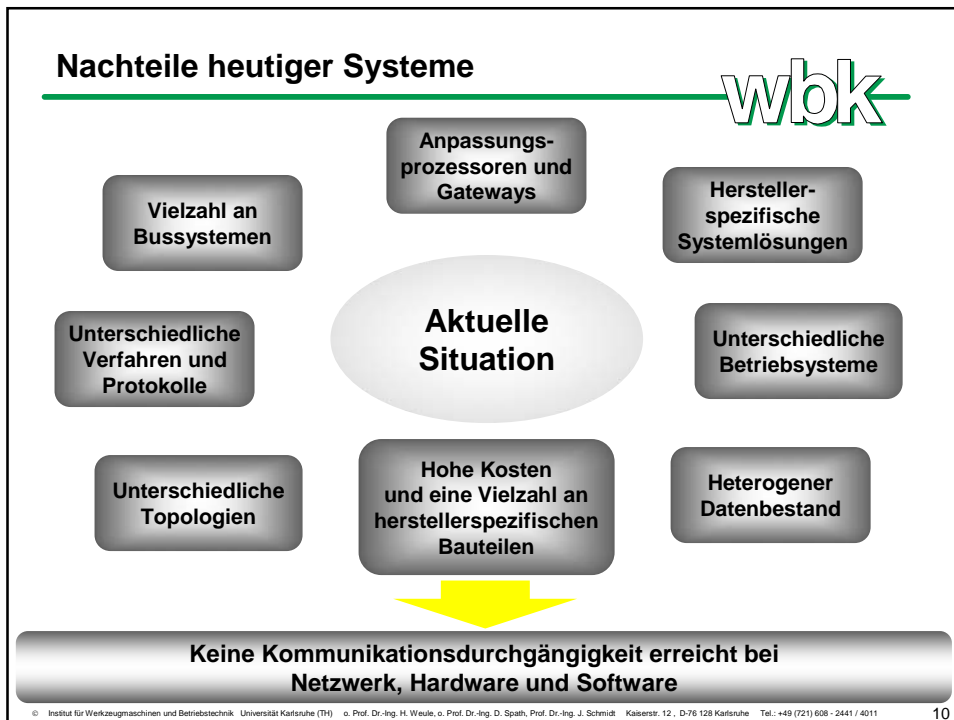 Nachteile heutiger Systeme
wbk
Anpassungs-
prozessoren und
Gateways
Vielzahl an
Bussystemen
Hersteller-
spezifische
Systemlösungen
Unterschiedliche
Verfahren und
Protokolle
Aktuelle
Situation
Unterschiedliche
Betriebsysteme
Unterschiedliche
Topologien
Hohe Kosten
und eine Vielzahl an
herstellerspezifischen
Bauteilen
Heterogener
Datenbestand
Keine Kommunikationsdurchgängigkeit erreicht bei
Netzwerk, Hardware und Software
© Institut für Werkzeugmaschinen und Betriebstechnik Universität Karlsruhe (TH) o. Prof. Dr.-Ing. H. Weule, o. Prof. Dr.-Ing. D. Spath, Prof. Dr.-Ing. J. Schmidt Kaiserstr. 12 , D-76 128 Karlsruhe Tel.: +49 (721) 608 - 2441 / 4011 10